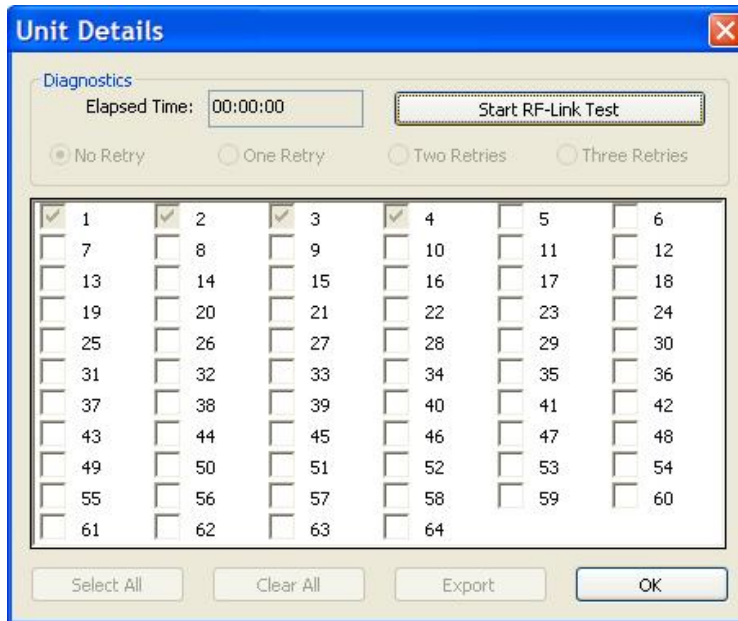 Unit Details
Diagnostics
Elapsed Time: 00:00:00 Start RF-Link Test
No Retry One Retry Two Retries Three Retries
1 2 3 4 5 6
7 8 9 10 11 12
13 14 15 16 17 18
19 20 21 22 23 24
25 26 27 28 29 30
31 32 33 34 35 36
37 38 39 40 41 42
43 44 45 46 47 48
49 50 51 52 53 54
55 56 57 58 59 60
61 62 63 64
Select All Clear All Export OK